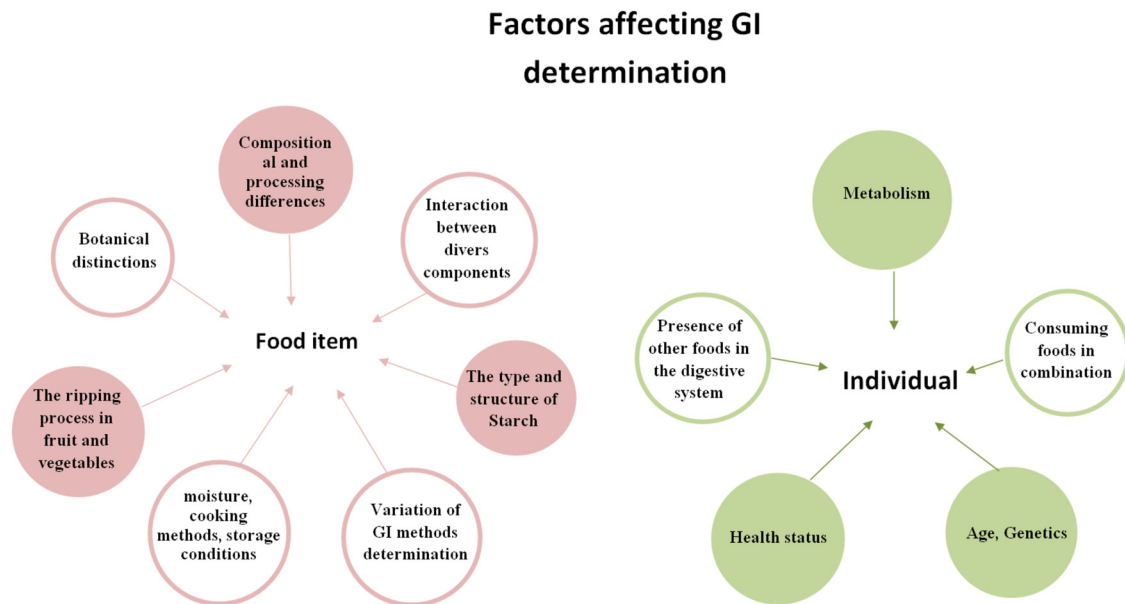 Factors affecting GI
determination
Composition
al and
processing
differences
Botanical
distinctions
Interaction
between
divers
components
Food item
The ripping
process in
fruit and
vegetables
The type and
structure of
Starch
moisture,
cooking
methods, storage
conditions
Variation of
GI methods
determination
Metabolism
Presence of
other foods in
the digestive
system
Consuming
foods in
combination
Individual
Health status
Age, Genetics